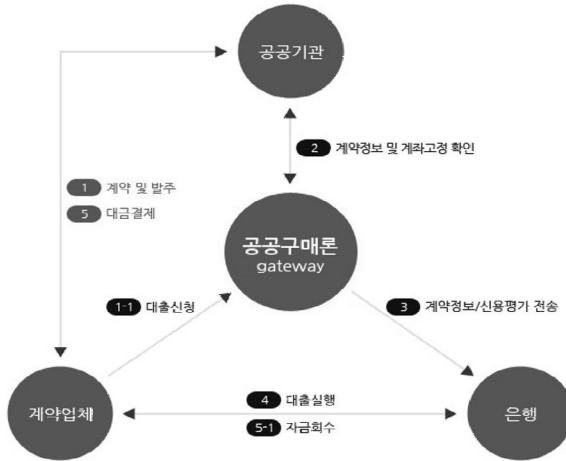 공공기관
2 계약정보 및 계좌고정 확인
1 계약 및 발주
5 대금결제
공공구매론
gateway
1-1 대출신청
3 계약정보/신용평가 전송
계약업체
4 대출실행
5-1 자금회수
은행